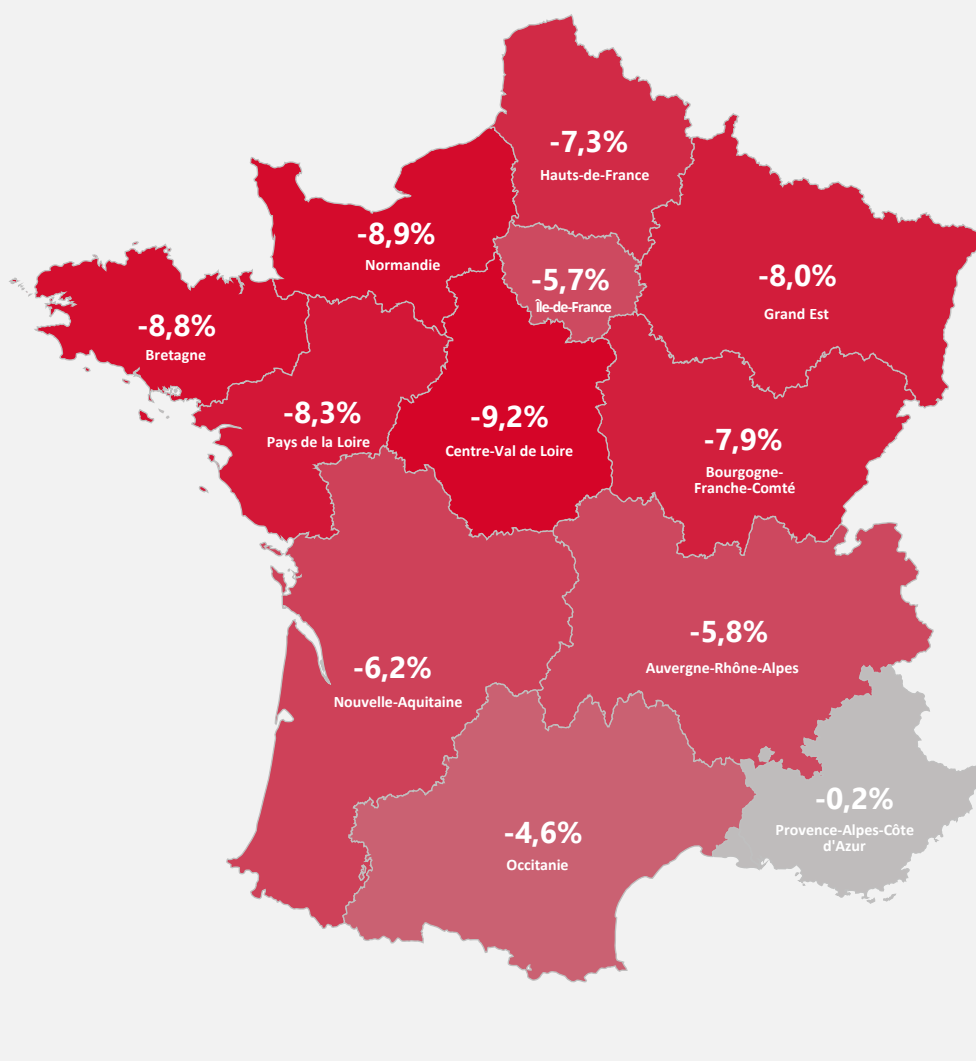 -7,3%
Hauts-de-France
-8,9%
Normandie
-5,7%
Île-de-France
-8,0%
Grand Est
-8,8%
Bretagne
-8,3%
Pays de la Loire
-9,2%
Centre-Val de Loire
-7,9%
Bourgogne-
Franche-Comté
-5,8%
Auvergne-Rhône-Alpes
-6,2%
Nouvelle-Aquitaine
-0,2%
Provence-Alpes-Côte
d'Azur
-4,6%
Occitanie